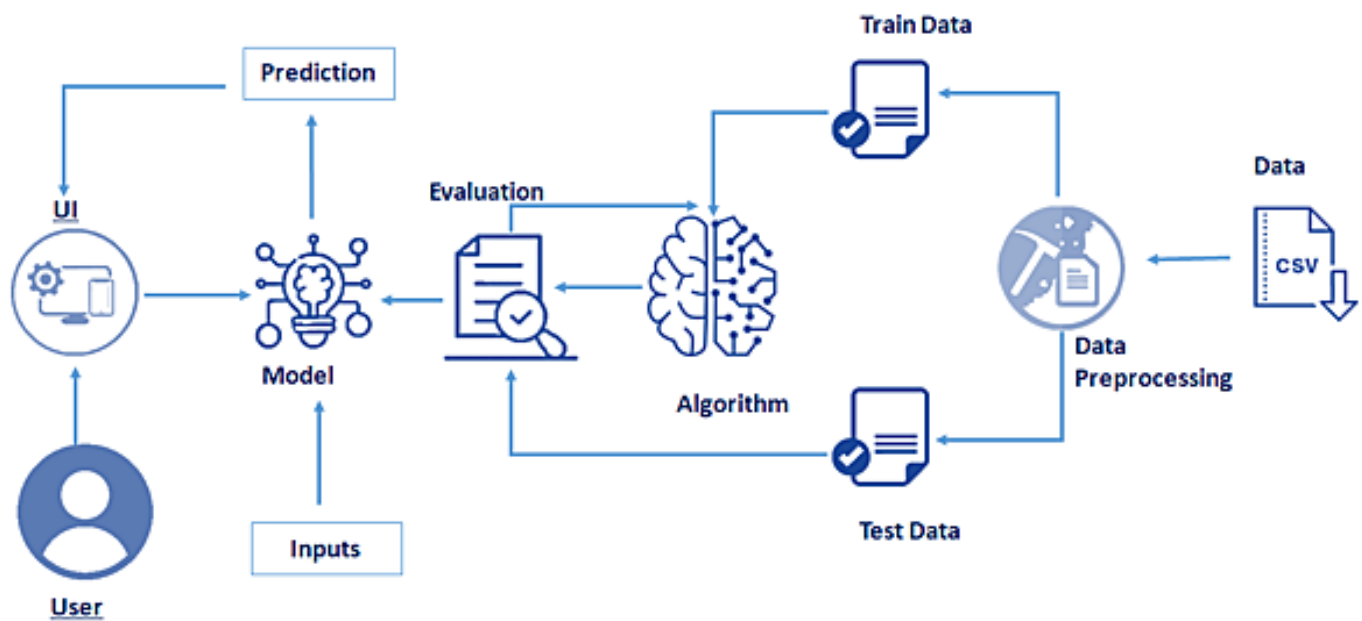 Train Data
Prediction
Data
Evaluation
UI
CSV
Data
Preprocessing
Model
Algorithm
Test Data
Inputs
User